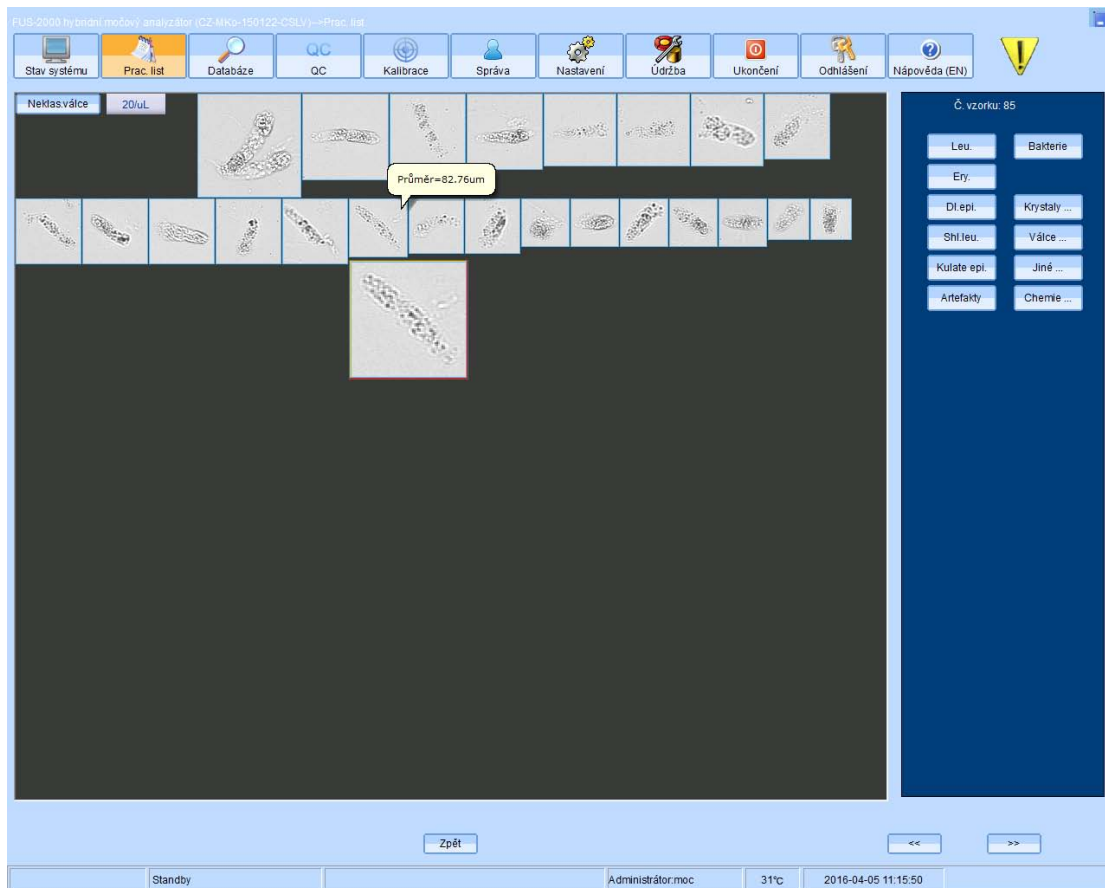 FUS-2000 hybridní močový analyzátor (CZ-MKo-150122-CSLV)-->Prac. list
Stav systému
Prac. list
Databáze
QC
QC
Kalibrace
Správa
Nastavení
Údržba
Ukončení
Odhlášení
Nápověda (EN)
Neklas.válce
20/uL
Průměr=82.76um
Č. vzorku: 85
Leu.
Bakterie
Ery.
Dl.epi.
Krystaly ...
Shl.leu.
Válce ...
Kulate epi.
Jiné ...
Artefakty
Chemie ...
Zpět
<<
>>
Standby
Administrátor:moc
31℃
2016-04-05 11:15:50